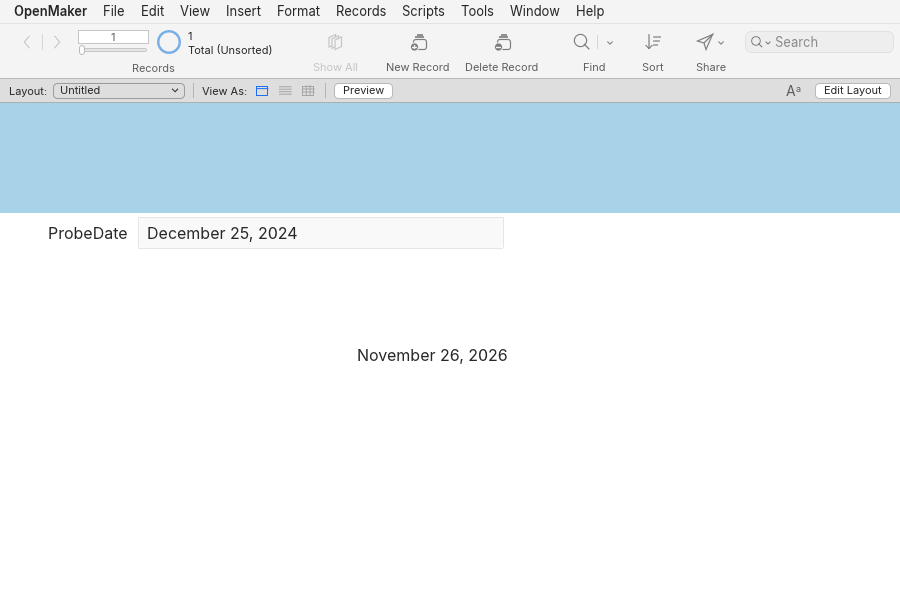 OpenMaker File Edit View Insert Format Records Scripts Tools Window Help
1
1
Total (Unsorted)
Records
Show All
New Record
Delete Record
Find
Sort
Share
Search
Layout: Untitled View As: Preview Aa Edit Layout
ProbeDate December 25, 2024
November 26, 2026